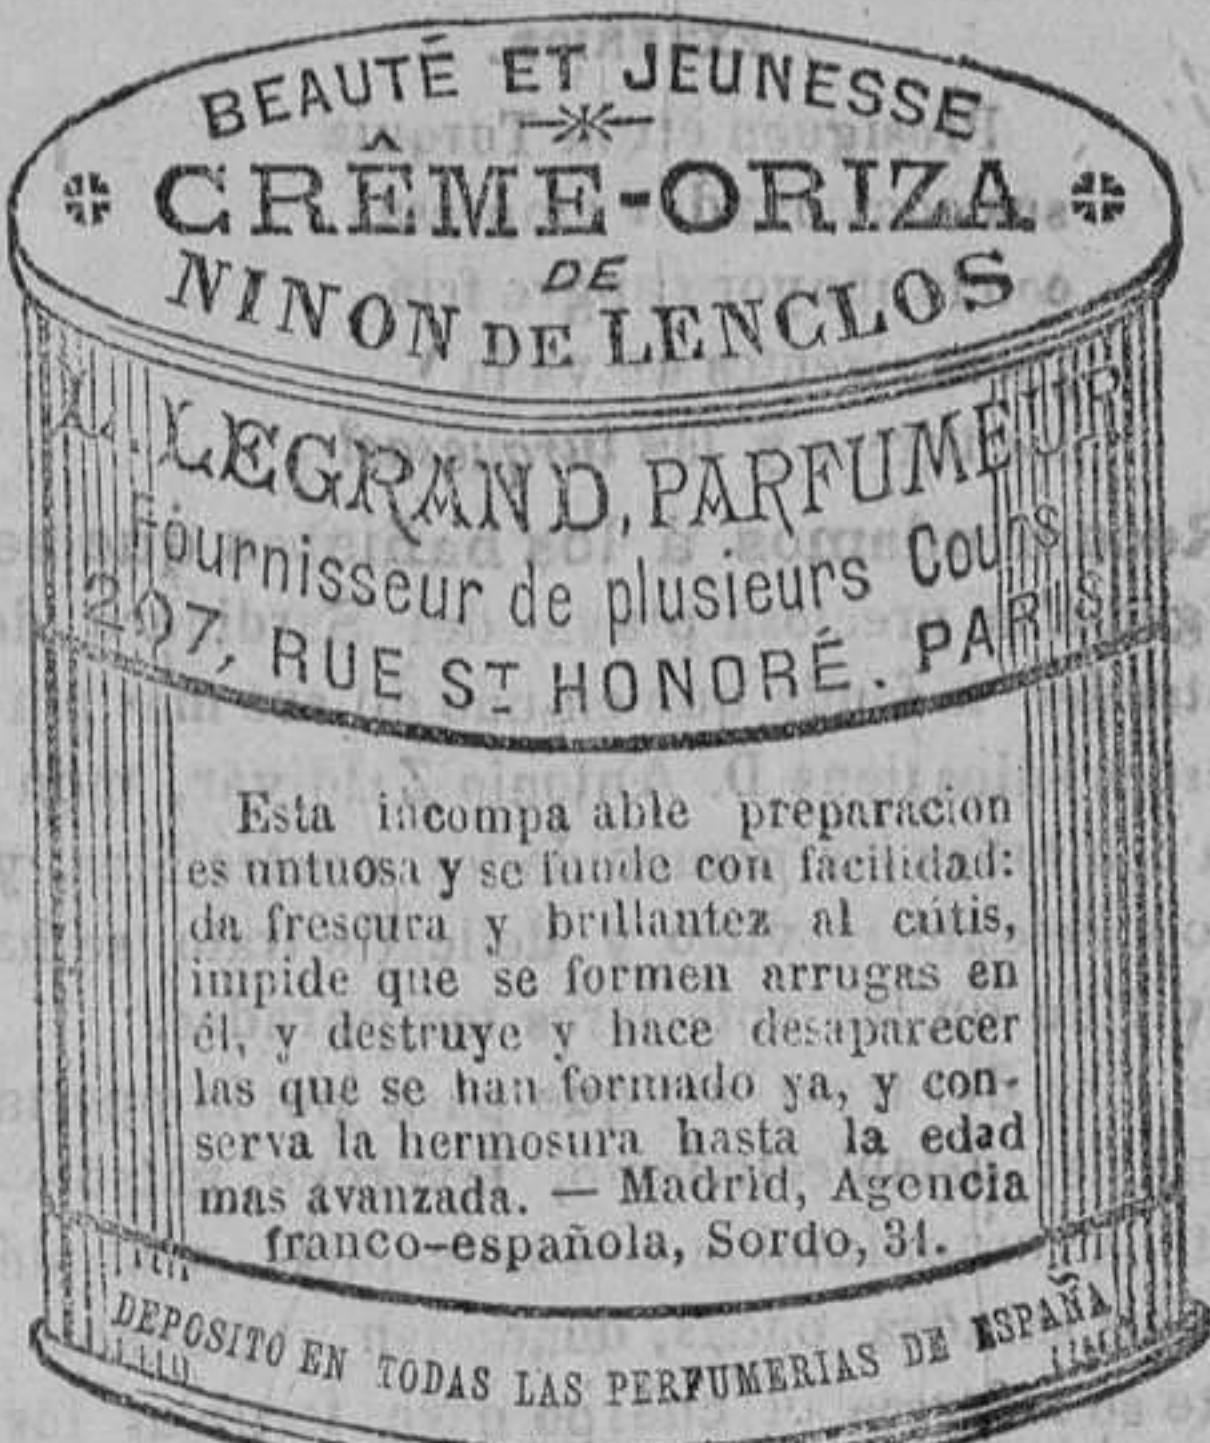 BEAUTÉ ET JEUNESSE
CRÊME-ORIZA
DE
NINON DE LENCLOS
L. LEGRAND, PARFUMEUR
Fournisseur de plusieurs Cours
207, RUE ST HONORÉ. PARIS.
Esta incompa able preparacion
es untuosa y se funde con facilidad:
da frescura y brillantez al cútis,
impide que se formen arrugas en
él, y destruye y hace desaparecer
las que se han formado ya, y con-
serva la hermosura hasta la edad
mas avanzada. — Madrid, Agencia
franco-española, Sordo, 31.
DEPOSITO EN TODAS LAS PERFUMERIAS DE ESPAÑA